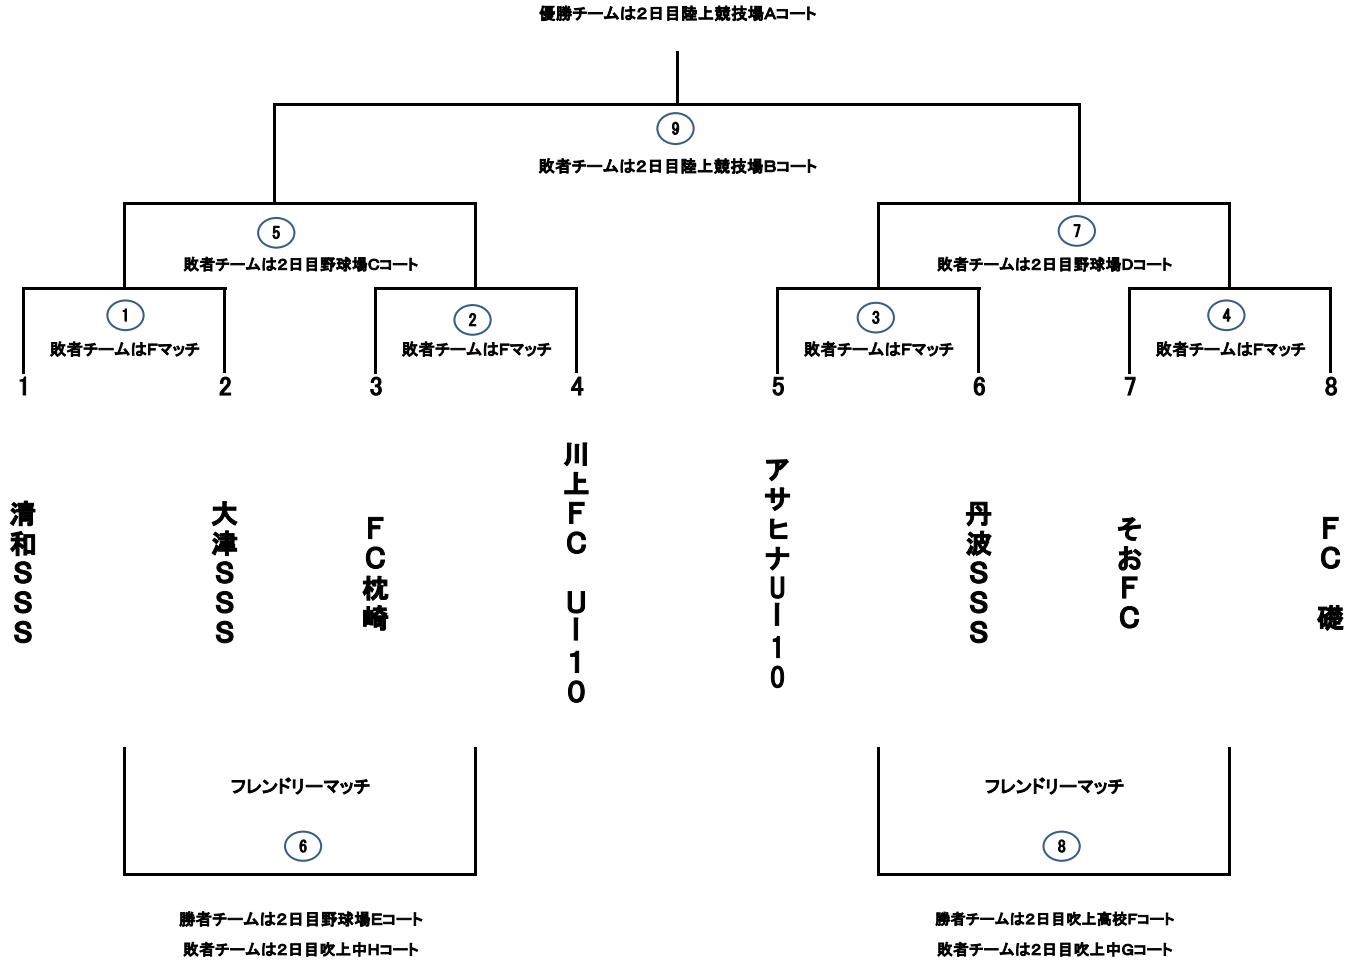 優勝チームは２日目陸上競技場Aコート
9
敗者チームは２日目陸上競技場Bコート
5
7
敗者チームは２日目野球場Cコート
敗者チームは２日目野球場Dコート
1
2
3
4
敗者チームはFマッチ
敗者チームはFマッチ
敗者チームはFマッチ
敗者チームはFマッチ
1
2
3
4
5
6
7
8
清和SSS
大津SSS
FC枕崎
川上FC UI10
アサヒナUI10
丹波SSS
そおFC
FC 礎
フレンドリーマッチ
フレンドリーマッチ
6
8
勝者チームは２日目野球場Eコート
勝者チームは２日目吹上高校Fコート
敗者チームは２日目吹上中Hコート
敗者チームは２日目吹上中Gコート